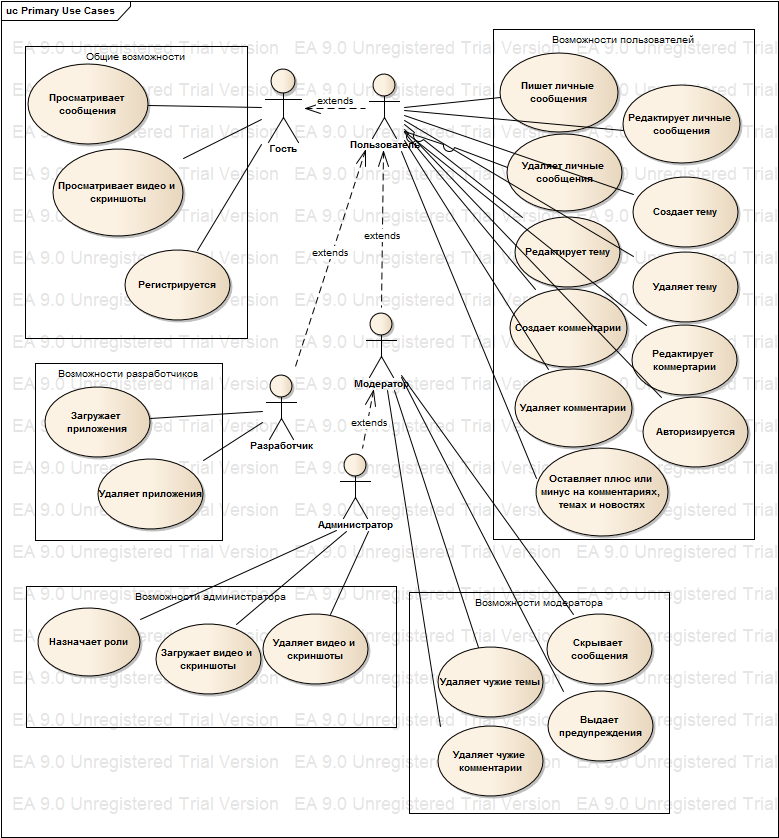 uc Primary Use Cases
EA 9.0 Unregistered Trial Version
Общие возможности
Просматривает
сообщения
Просматривает видео и
скриншоты
Регистрируется
Гость
extends
Пользователь
Возможности пользователей
Пишет личные
сообщения
Редактирует личные
сообщения
Удаляет личные
сообщения
Создает тему
Редактирует тему
Удаляет тему
Создает комментарии
Редактирует
комметарии
Удаляет комментарии
Авторизируется
Оставляет плюс или
минус на комментариях,
темах и новостях
extends
extends
Модератор
Возможности разработчиков
Загружает
приложения
Удаляет приложения
Разработчик
extends
Администратор
Возможности администратора
Назначает роли
Загружает видео и
скриншоты
Удаляет видео и
скриншоты
Возможности модератора
Скрывает
сообщения
Удаляет чужие темы
Выдает
предупреждения
Удаляет чужие
комментарии